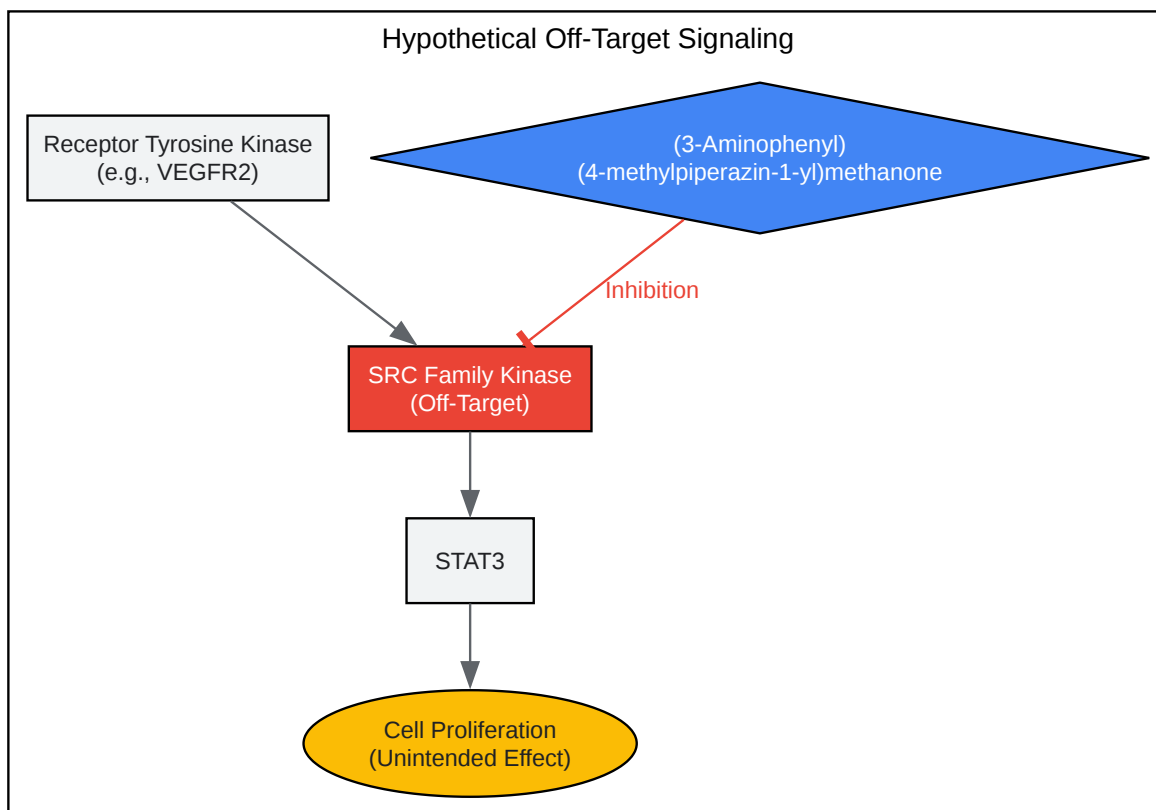 Hypothetical Off-Target Signaling
Receptor Tyrosine Kinase
(e.g., VEGFR2)
(3-Aminophenyl)
(4-methylpiperazin-1-yl)methanone
Inhibition
SRC Family Kinase
(Off-Target)
STAT3
Cell Proliferation
(Unintended Effect)